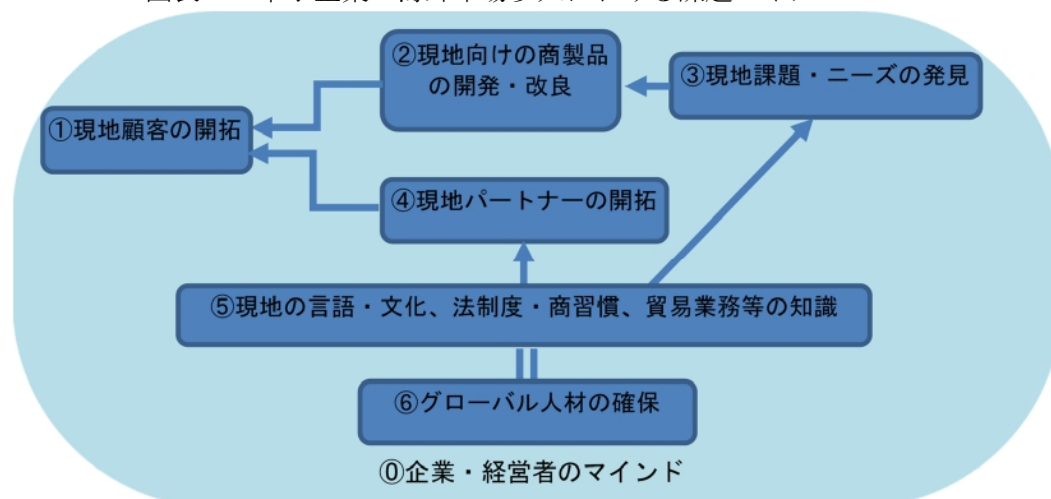 ②現地向けの商製品
の開発・改良
③現地課題・ニーズの発見
①現地顧客の開拓
④現地パートナーの開拓
⑤現地の言語・文化、法制度・商習慣、貿易業務等の知識
⑥グローバル人材の確保
⓪企業・経営者のマインド